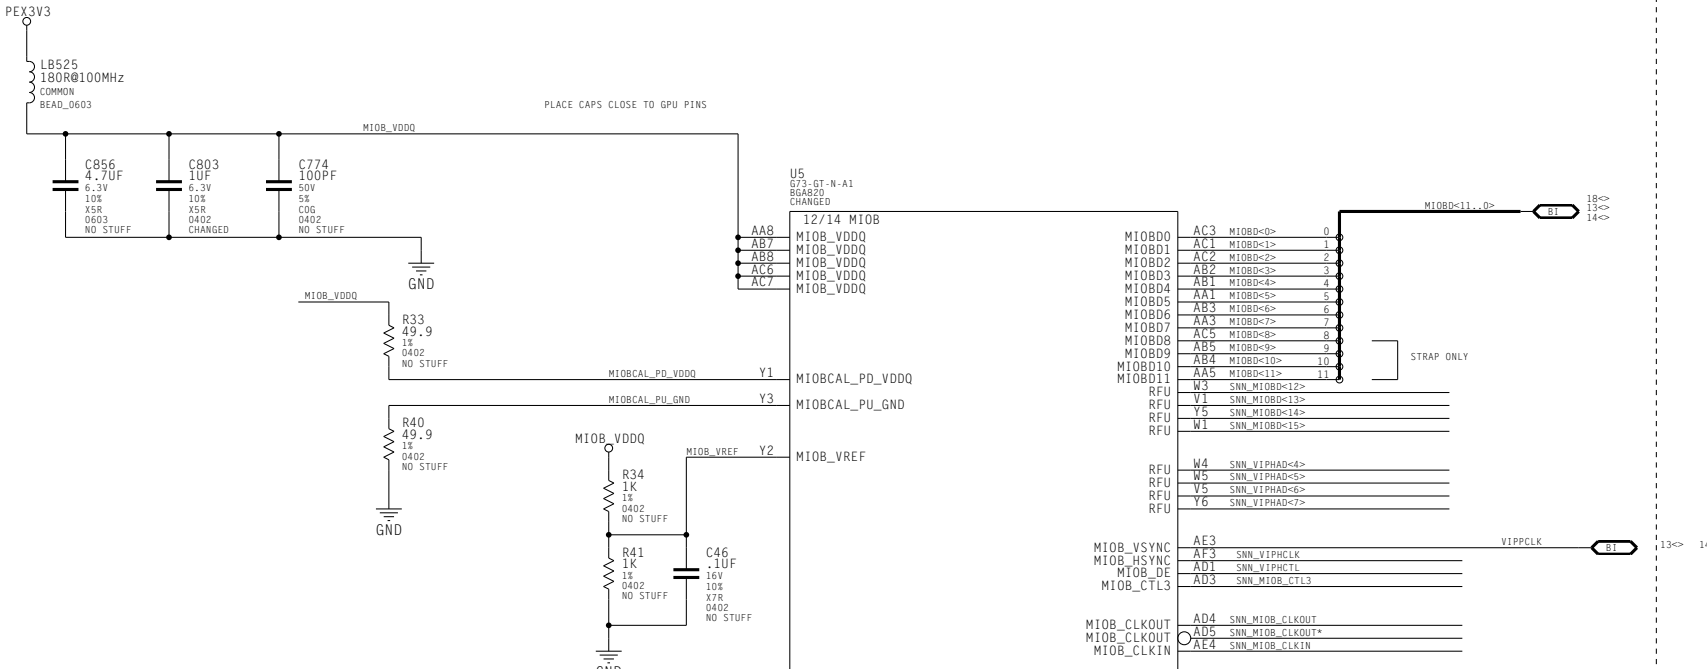 PEX3V3
LB525
180R@100MHz
COMMON
BEAD_0603
PLACE CAPS CLOSE TO GPU PINS
MIOB_VDDQ
C856
4.7UF
6.3V
10%
X5R
0603
NO STUFF
C803
1UF
6.3V
10%
X5R
0402
CHANGED
C774
100PF
50V
5%
COG
0402
NO STUFF
GND
U5
G73-GT-N-A1
BGA820
CHANGED
12/14 MIOB
AA8 MIOB_VDDQ
AB7 MIOB_VDDQ
AB8 MIOB_VDDQ
AC6 MIOB_VDDQ
AC7 MIOB_VDDQ
MIOB_VDDQ
R33
49.9
1%
0402
NO STUFF
MIOBCAL_PD_VDDQ Y1 MIOBCAL_PD_VDDQ
MIOBCAL_PU_GND Y3 MIOBCAL_PU_GND
R40
49.9
1%
0402
NO STUFF
GND
MIOB_VDDQ
MIOB_VREF Y2 MIOB_VREF
R34
1K
1%
0402
NO STUFF
R41
1K
1%
0402
NO STUFF
C46
.1UF
16V
10%
X7R
0402
NO STUFF
GND
MIOBD<11..0> BI
18<>
13<>
14<>
MIOBD0 AC3 MIOBD<0> 0
MIOBD1 AC1 MIOBD<1> 1
MIOBD2 AC2 MIOBD<2> 2
MIOBD3 AB2 MIOBD<3> 3
MIOBD4 AB1 MIOBD<4> 4
MIOBD5 AA1 MIOBD<5> 5
MIOBD6 AB3 MIOBD<6> 6
MIOBD7 AA3 MIOBD<7> 7
MIOBD8 AC5 MIOBD<8> 8
MIOBD9 AB5 MIOBD<9> 9
MIOBD10 AB4 MIOBD<10> 10
MIOBD11 AA5 MIOBD<11> 11
STRAP ONLY
RFU W3 SNN_MIOBD<12>
RFU V1 SNN_MIOBD<13>
RFU Y5 SNN_MIOBD<14>
RFU W1 SNN_MIOBD<15>
RFU W4 SNN_VIPHAD<4>
RFU W5 SNN_VIPHAD<5>
RFU V5 SNN_VIPHAD<6>
RFU Y6 SNN_VIPHAD<7>
MIOB_VSYNC AE3 VIPPCLK BI 13<> 14
MIOB_HSYNC AF3 SNN_VIPHCLK
MIOB_DE AD1 SNN_VIPHCTL
MIOB_CTL3 AD3 SNN_MIOB_CTL3
MIOB_CLKOUT AD4 SNN_MIOB_CLKOUT
MIOB_CLKOUT AD5 SNN_MIOB_CLKOUT*
MIOB_CLKIN AE4 SNN_MIOB_CLKIN